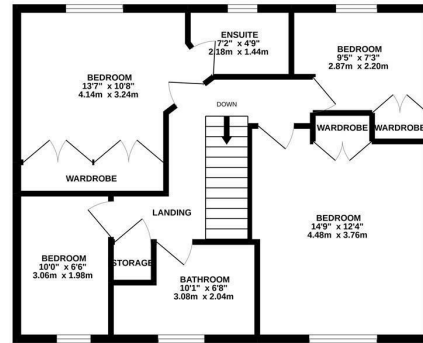 ENSUITE
7'2" x 4'9"
2.18m x 1.44m
BEDROOM
13'7" x 10'8"
4.14m x 3.24m
BEDROOM
9'5" x 7'3"
2.87m x 2.20m
DOWN
WARDROBE
WARDROBE
WARDROBE
LANDING
BEDROOM
14'9" x 12'4"
4.48m x 3.76m
BEDROOM
10'0" x 6'6"
3.06m x 1.98m
STORAGE
BATHROOM
10'1" x 6'8"
3.08m x 2.04m